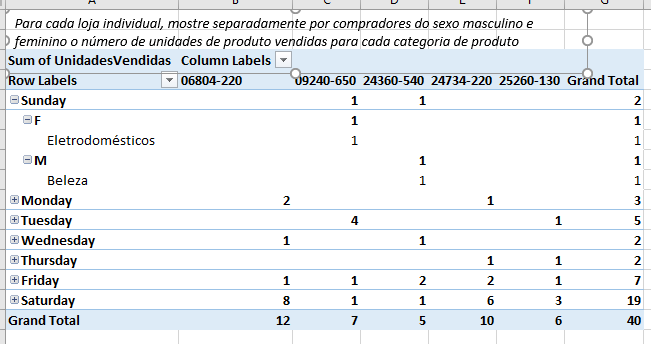 A B C D E F G
Para cada loja individual, mostre separadamente por compradores do sexo masculino e
feminino o número de unidades de produto vendidas para cada categoria de produto
Sum of UnidadesVendidas Column Labels
Row Labels 06804-220 09240-650 24360-540 24734-220 25260-130 Grand Total
Sunday 1 1 2
F 1 1
Eletrodomésticos 1 1
M 1 1
Beleza 1 1
Monday 2 1 3
Tuesday 4 1 5
Wednesday 1 1 2
Thursday 1 1 2
Friday 1 1 2 2 1 7
Saturday 8 1 1 6 3 19
Grand Total 12 7 5 10 6 40